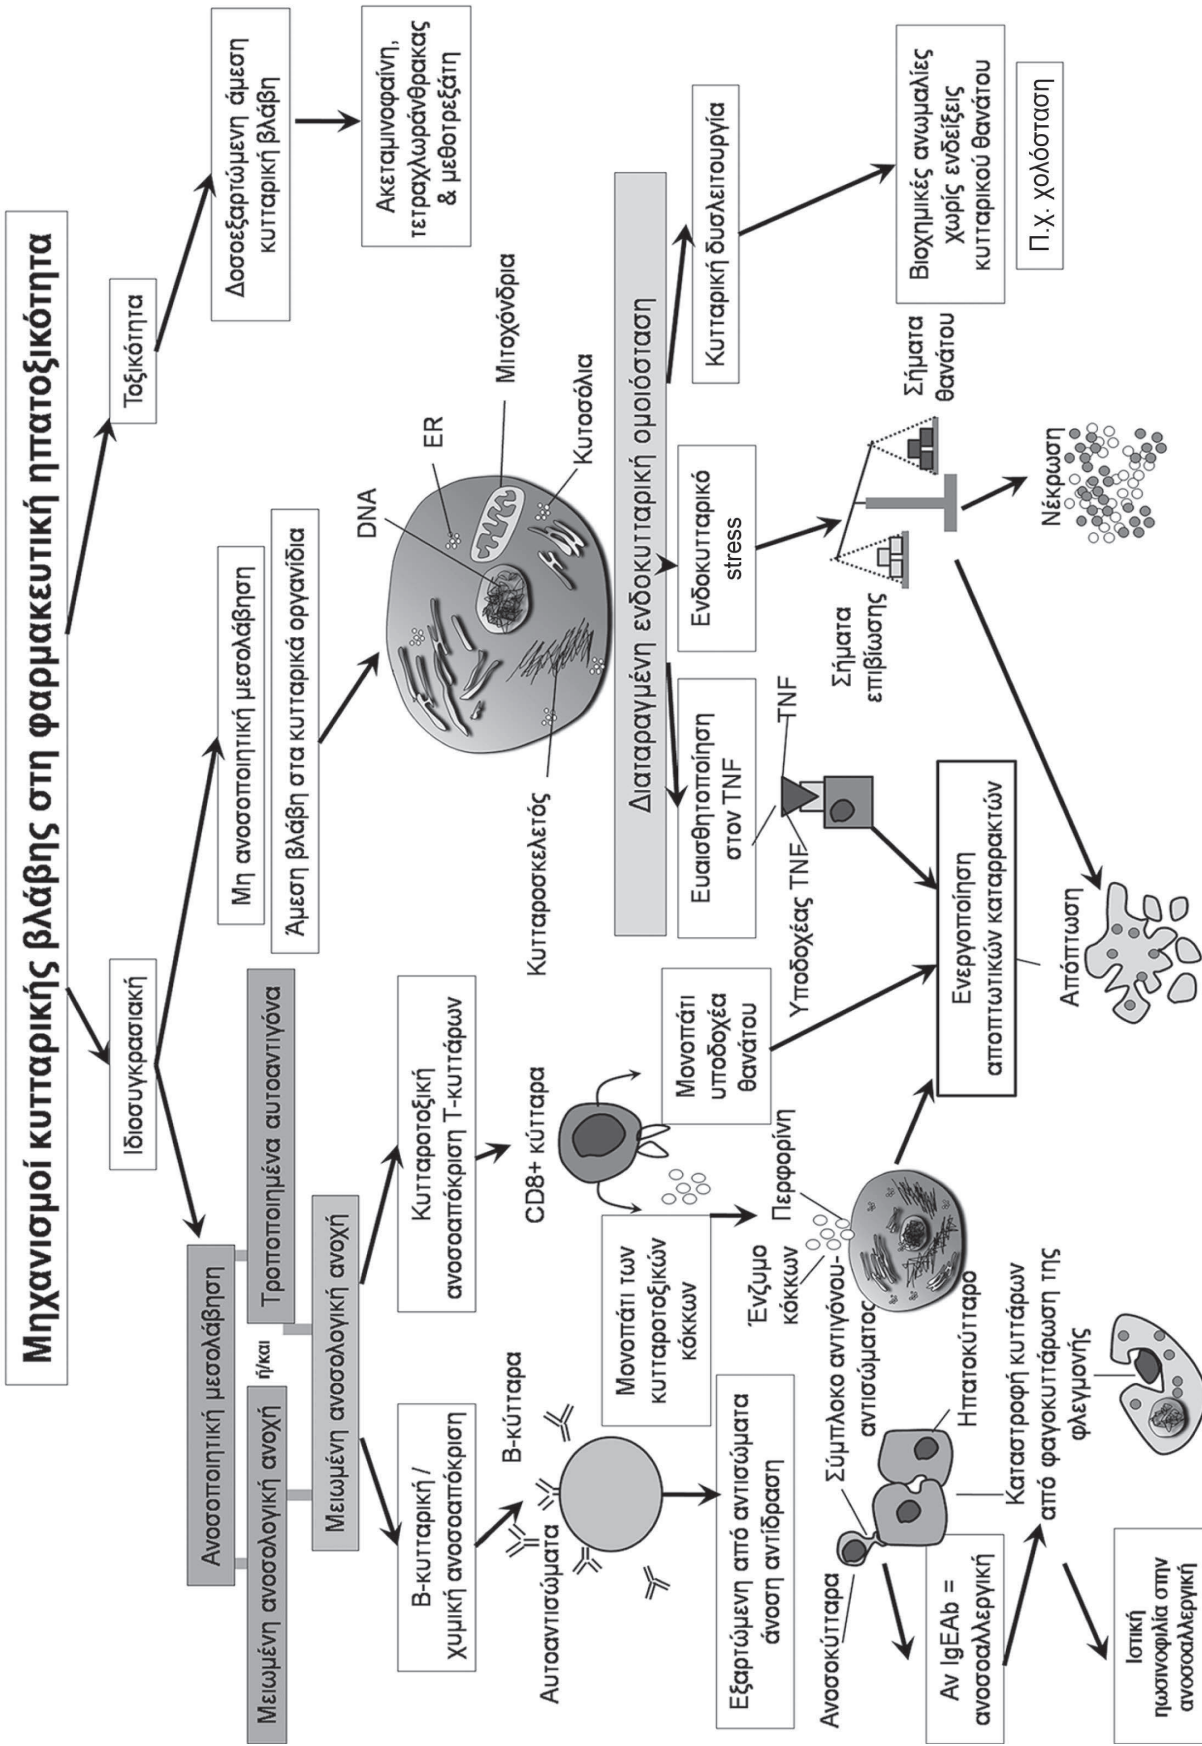 Μηχανισμοί κυτταρικής βλάβης στη φαρμακευτική ηπατοξικότητα
Ιδιοσυγκρασιακή
Τοξικότητα
Ανοσοποιητική μεσολάβηση
Μη ανοσοποιητική μεσολάβηση
Δοσοεξαρτώμενη άμεση
κυτταρική βλάβη
Μειωμένη ανοσολογική ανοχή
ή/και
Τροποποιημένα αυτοαντιγόνα
Άμεση βλάβη στα κυτταρικά οργανίδια
Μειωμένη ανοσολογική ανοχή
Ακεταμινοφαίνη,
τετραχλωράνθρακας
& μεθοτρεξάτη
Β-κυτταρική /
χυμική ανοσοαπόκριση
Κυτταροτοξική
ανοσοαπόκριση Τ-κυττάρων
DNA
ER
Μιτοχόνδρια
Κυτοσόλια
Κυτταροσκελετός
Β-κύτταρα
Αυτοαντισώματα
CD8+ κύτταρα
Διαταραγμένη ενδοκυτταρική ομοιόσταση
Μονοπάτι των
κυτταροτοξικών
κόκκων
Μονοπάτι
υποδοχέα
θανάτου
Ευαισθητοποίηση
στον TNF
Ενδοκυτταρικό
stress
Κυτταρική δυσλειτουργία
Εξαρτώμενη από αντισώματα
άνοση αντίδραση
Ένζυμο
κόκκων
Περφορίνη
Υποδοχέας TNF
TNF
Σήματα
επιβίωσης
Σήματα
θανάτου
Βιοχημικές ανωμαλίες
χωρίς ενδείξεις
κυτταρικού θανάτου
Π.χ. χολόσταση
Ανοσοκύτταρα
Σύμπλοκο αντιγόνου-
αντισώματος
Ηπατοκύτταρο
Ενεργοποίηση
αποπτωτικών καταρρακτών
Αν IgEAb =
ανοσοαλλεργική
Καταστροφή κυττάρων
από φαγοκυττάρωση της
φλεγμονής
Απόπτωση
Νέκρωση
Ιστική
ηωσινοφιλία στην
ανοσοαλλεργική